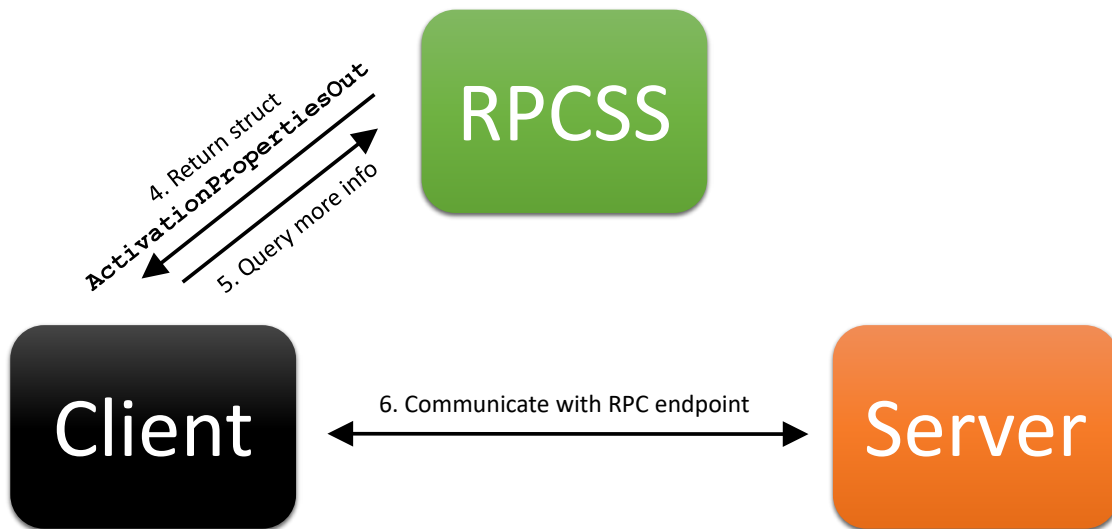 RPCSS
4. Return struct
ActivationPropertiesOut
5. Query more info
Client
6. Communicate with RPC endpoint
Server